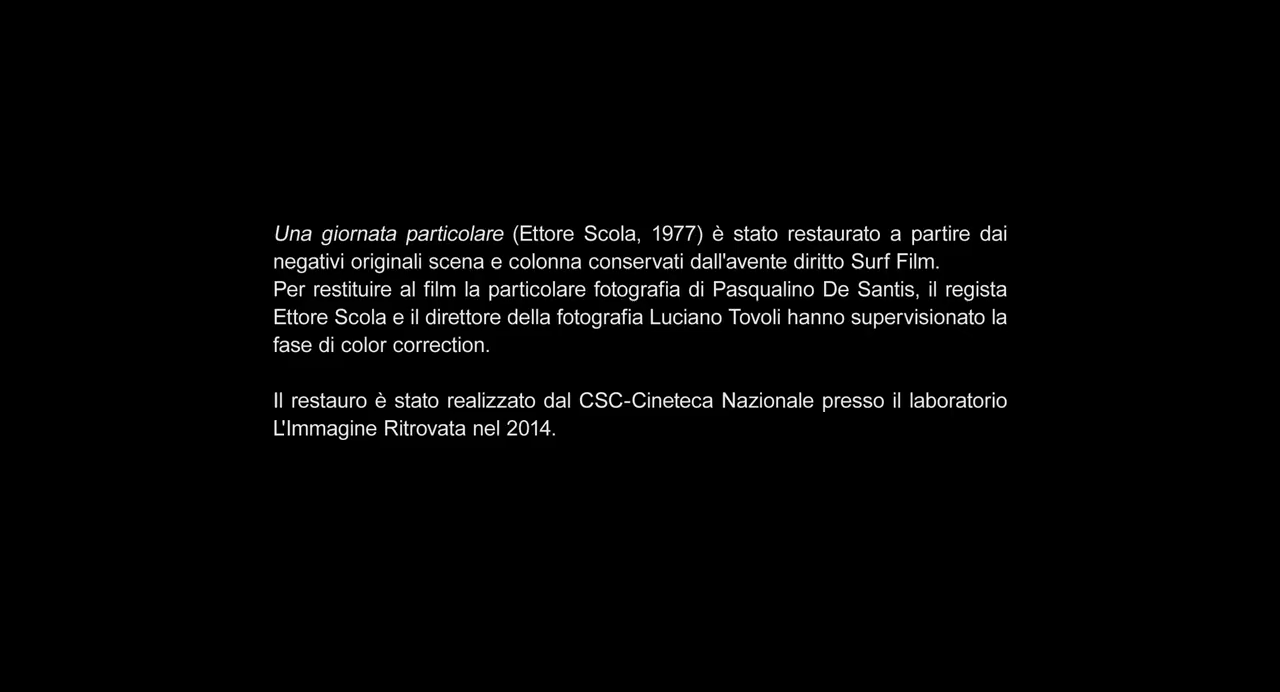 Una giornata particolare (Ettore Scola, 1977) è stato restaurato a partire dai
negativi originali scena e colonna conservati dall'avente diritto Surf Film.
Per restituire al film la particolare fotografia di Pasqualino De Santis, il regista
Ettore Scola e il direttore della fotografia Luciano Tovoli hanno supervisionato la
fase di color correction.
Il restauro è stato realizzato dal CSC-Cineteca Nazionale presso il laboratorio
L'Immagine Ritrovata nel 2014.